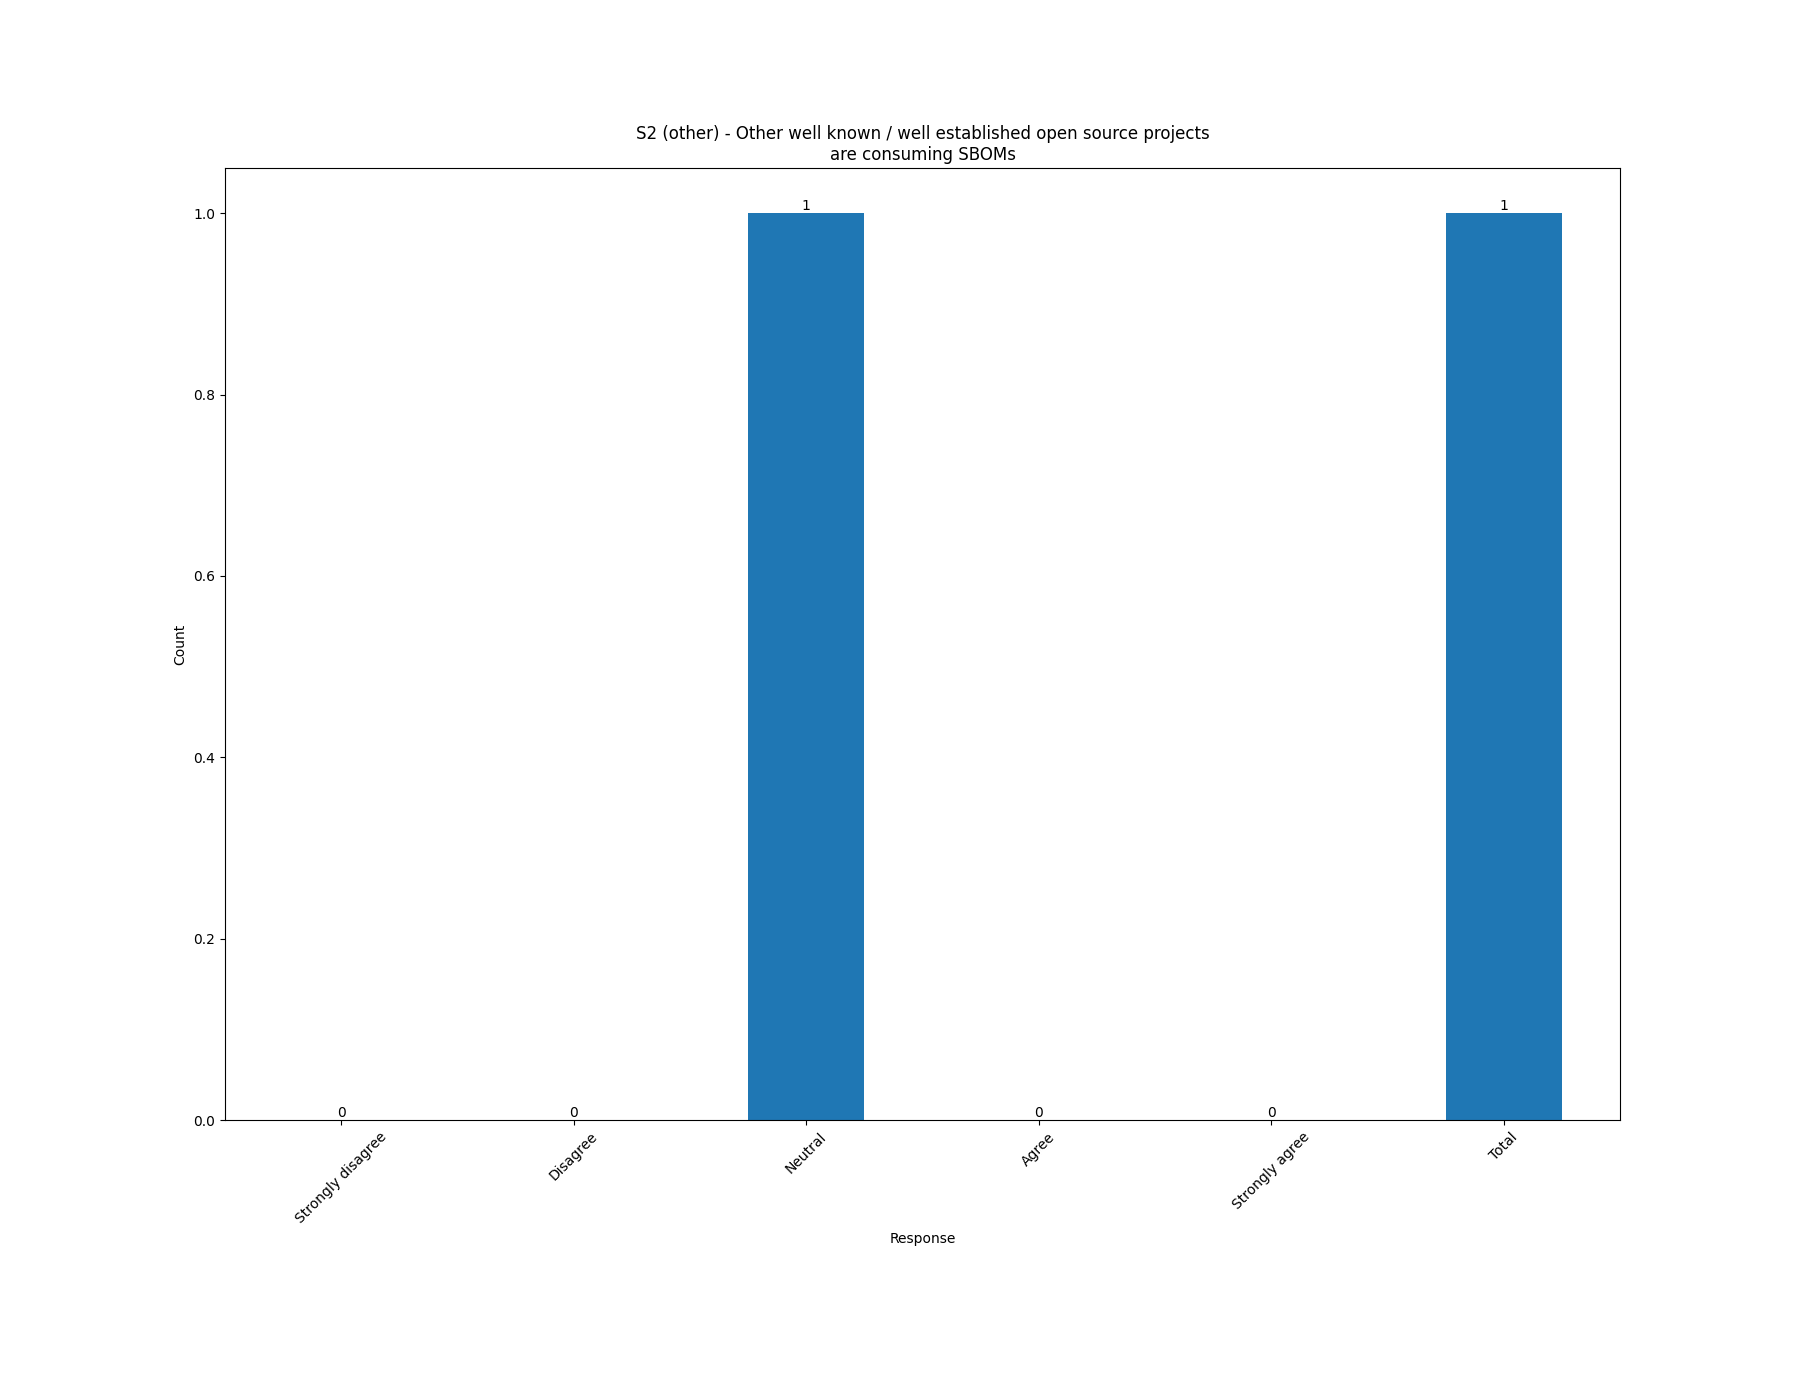 S2 (other) - Other well known / well established open source projects
are consuming SBOMs
1.0
0.8
0.6
0.4
0.2
0.0
Count
0
0
1
0
0
1
Strongly disagree
Disagree
Neutral
Agree
Strongly agree
Total
Response